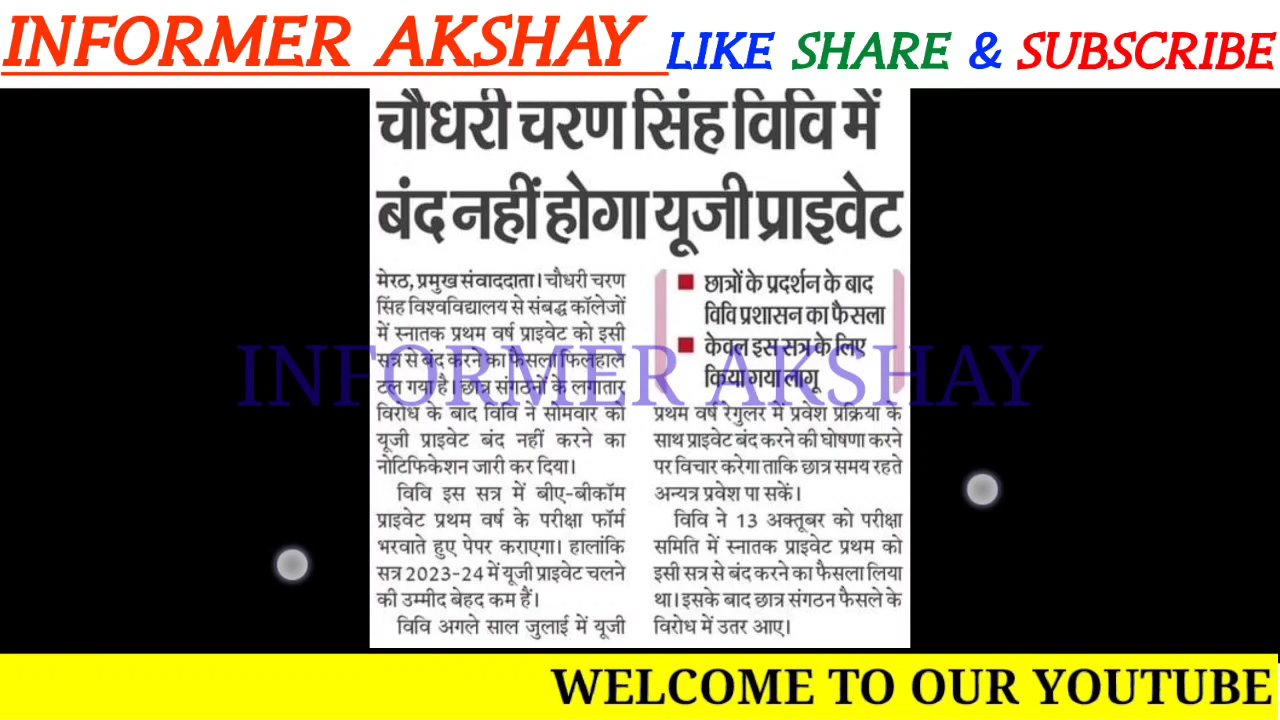 INFORMER AKSHAY LIKE SHARE & SUBSCRIBE
चौधरी चरण सिंह विवि में
बंद नहीं होगा यूजी प्राइवेट
मेरठ, प्रमुख संवाददाता। चौधरी चरण
सिंह विश्वविद्यालय से संबद्ध कॉलेजों
में स्नातक प्रथम वर्ष प्राइवेट को इसी
सत्र से बंद करने का फैसला फिलहाल
टल गया है। छात्र संगठनों के लगातार
विरोध के बाद विवि ने सोमवार को
यूजी प्राइवेट बंद नहीं करने का
नोटिफिकेशन जारी कर दिया।
विवि इस सत्र में बीए-बीकॉम
प्राइवेट प्रथम वर्ष के परीक्षा फॉर्म
भरवाते हुए पेपर कराएगा। हालांकि
सत्र 2023-24 में यूजी प्राइवेट चलने
की उम्मीद बेहद कम हैं।
विवि अगले साल जुलाई में यूजी
छात्रों के प्रदर्शन के बाद
विवि प्रशासन का फैसला
केवल इस सत्र के लिए
किया गया लागू
प्रथम वर्ष रेगुलर में प्रवेश प्रक्रिया के
साथ प्राइवेट बंद करने की घोषणा करने
पर विचार करेगा ताकि छात्र समय रहते
अन्यत्र प्रवेश पा सकें।
विवि ने 13 अक्तूबर को परीक्षा
समिति में स्नातक प्राइवेट प्रथम को
इसी सत्र से बंद करने का फैसला लिया
था। इसके बाद छात्र संगठन फैसले के
विरोध में उतर आए।
INFORMER AKSHAY
WELCOME TO OUR YOUTUBE